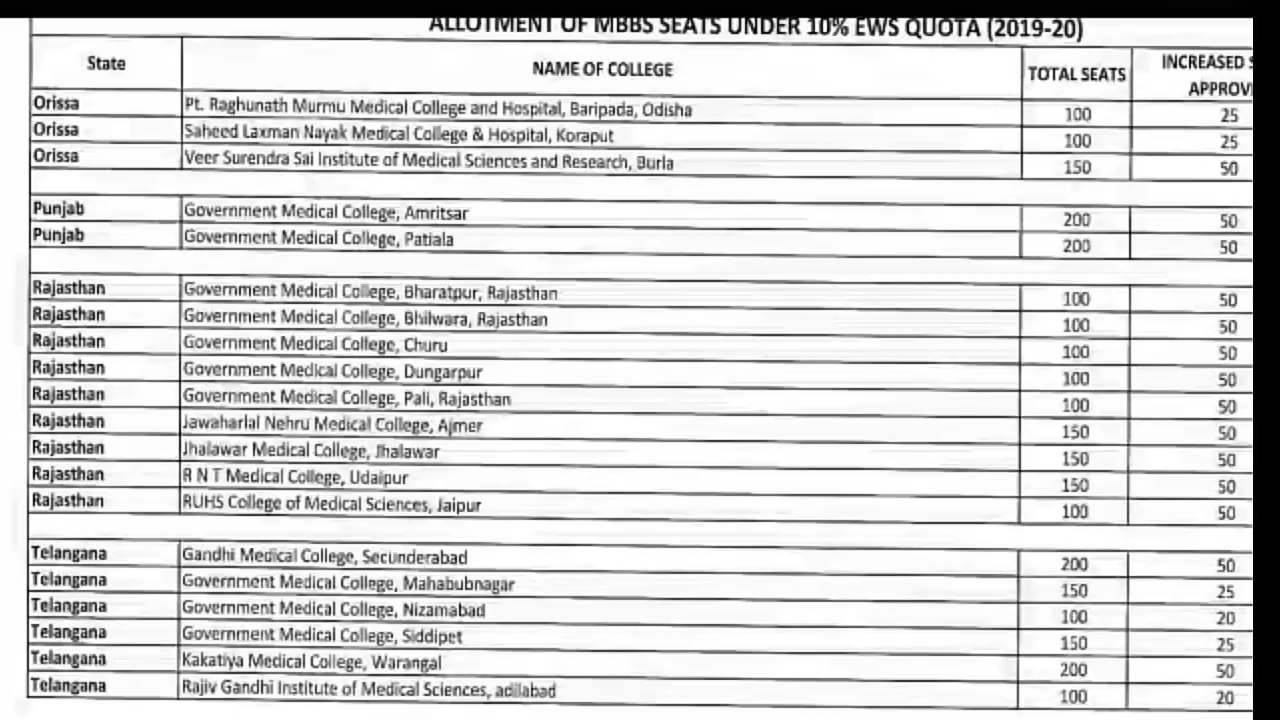 ALLOTMENT OF MBBS SEATS UNDER 10% EWS QUOTA (2019-20)
State NAME OF COLLEGE TOTAL SEATS INCREASED
APPROV
Orissa Pt. Raghunath Murmu Medical College and Hospital, Baripada, Odisha 100 25
Orissa Saheed Laxman Nayak Medical College & Hospital, Koraput 100 25
Orissa Veer Surendra Sai Institute of Medical Sciences and Research, Burla 150 50
Punjab Government Medical College, Amritsar 200 50
Punjab Government Medical College, Patiala 200 50
Rajasthan Government Medical College, Bharatpur, Rajasthan 100 50
Rajasthan Government Medical College, Bhilwara, Rajasthan 100 50
Rajasthan Government Medical College, Churu 100 50
Rajasthan Government Medical College, Dungarpur 100 50
Rajasthan Government Medical College, Pali, Rajasthan 100 50
Rajasthan Jawaharlal Nehru Medical College, Ajmer 150 50
Rajasthan Jhalawar Medical College, Jhalawar 150 50
Rajasthan R N T Medical College, Udaipur 150 50
Rajasthan RUHS College of Medical Sciences, Jaipur 100 50
Telangana Gandhi Medical College, Secunderabad 200 50
Telangana Government Medical College, Mahabubnagar 150 25
Telangana Government Medical College, Nizamabad 100 20
Telangana Government Medical College, Siddipet 150 25
Telangana Kakatiya Medical College, Warangal 200 50
Telangana Rajiv Gandhi Institute of Medical Sciences, adilabad 100 20